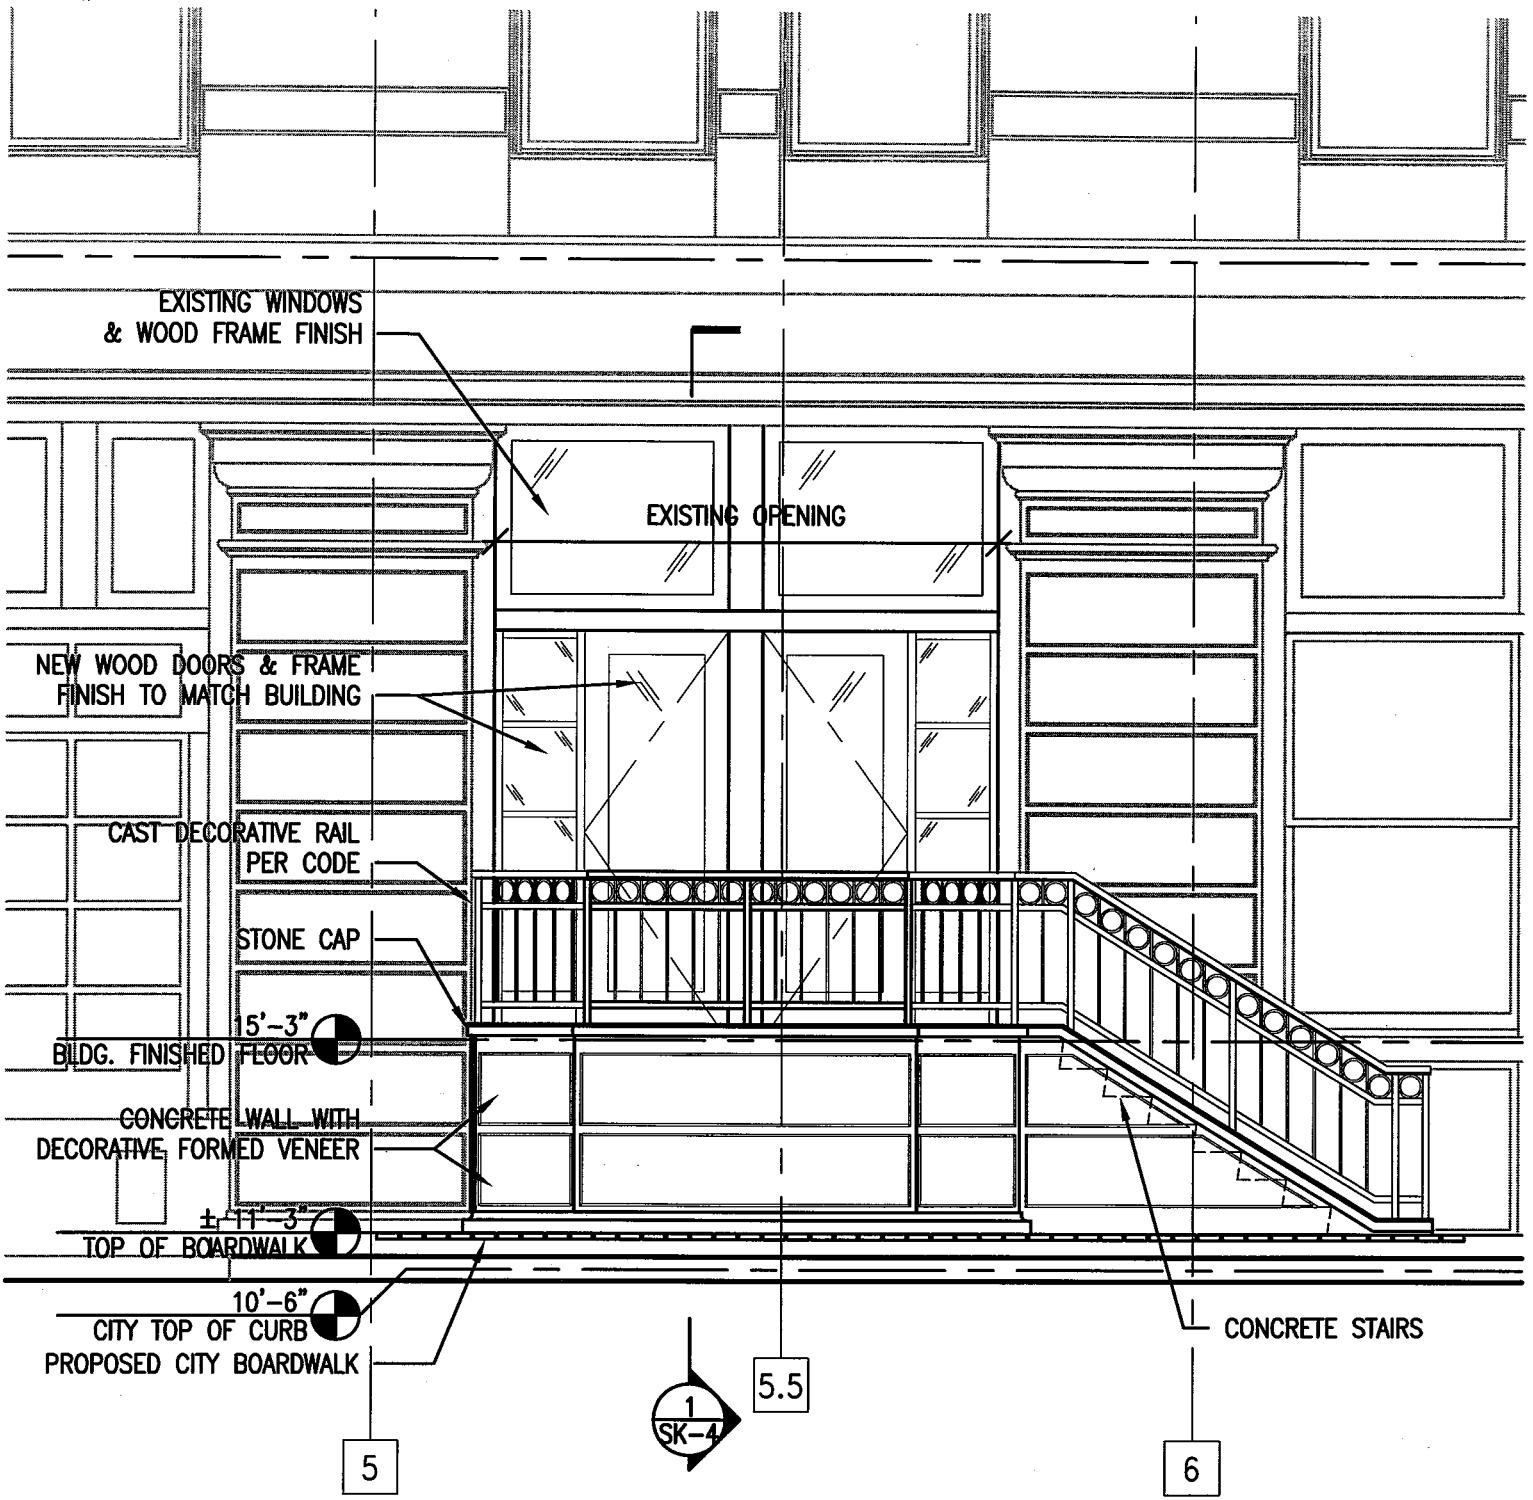 EXISTING WINDOWS
& WOOD FRAME FINISH
EXISTING OPENING
NEW WOOD DOORS & FRAME
FINISH TO MATCH BUILDING
CAST DECORATIVE RAIL
PER CODE
STONE CAP
15'-3"
BLDG. FINISHED FLOOR
CONCRETE WALL WITH
DECORATIVE FORMED VENEER
± 11'-3"
TOP OF BOARDWALK
10'-6"
CITY TOP OF CURB
PROPOSED CITY BOARDWALK
CONCRETE STAIRS
5.5
1
SK-4
5
6